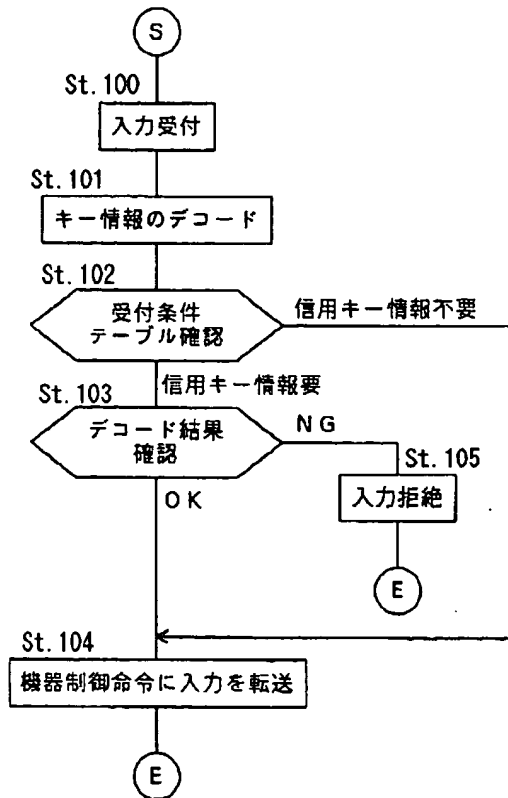 S
St.100
入力受付
St.101
キー情報のデコード
St.102
受付条件
テーブル確認
信用キー情報不要
信用キー情報要
St.103
デコード結果
確認
NG
OK
St.105
入力拒絶
E
St.104
機器制御命令に入力を転送
E